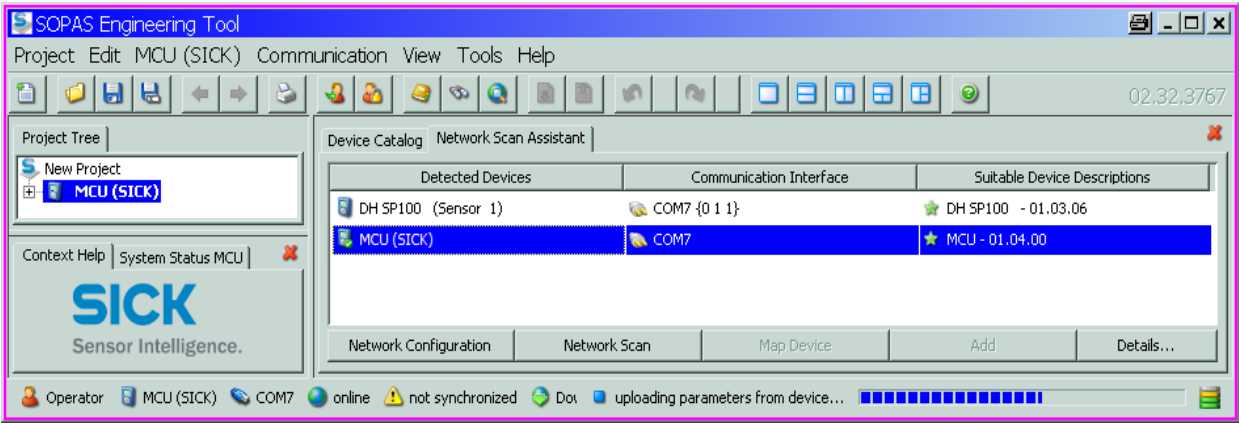 SOPAS Engineering Tool
Project Edit MCU (SICK) Communication View Tools Help
02.32.3767
Project Tree
New Project
MCU (SICK)
Context Help System Status MCU
SICK
Sensor Intelligence.
Device Catalog Network Scan Assistant
Detected Devices Communication Interface Suitable Device Descriptions
DH SP100 (Sensor 1) COM7 {0 1 1} DH SP100 - 01.03.06
MCU (SICK) COM7 MCU - 01.04.00
Network Configuration Network Scan Map Device Add Details...
Operator MCU (SICK) COM7 online not synchronized Do uploading parameters from device...